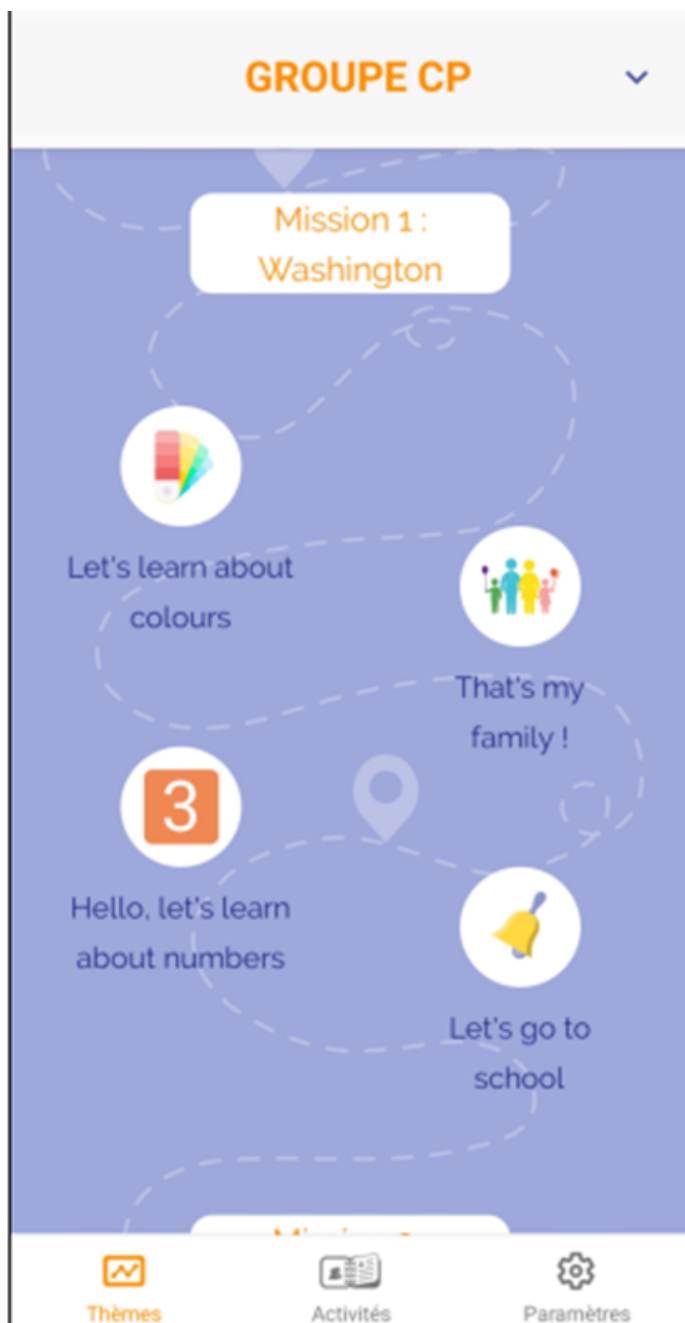 GROUPE CP
Mission 1 :
Washington
Let's learn about
colours
That's my
family !
3
Hello, let's learn
about numbers
Let's go to
school
Thèmes
Activités
Paramètres